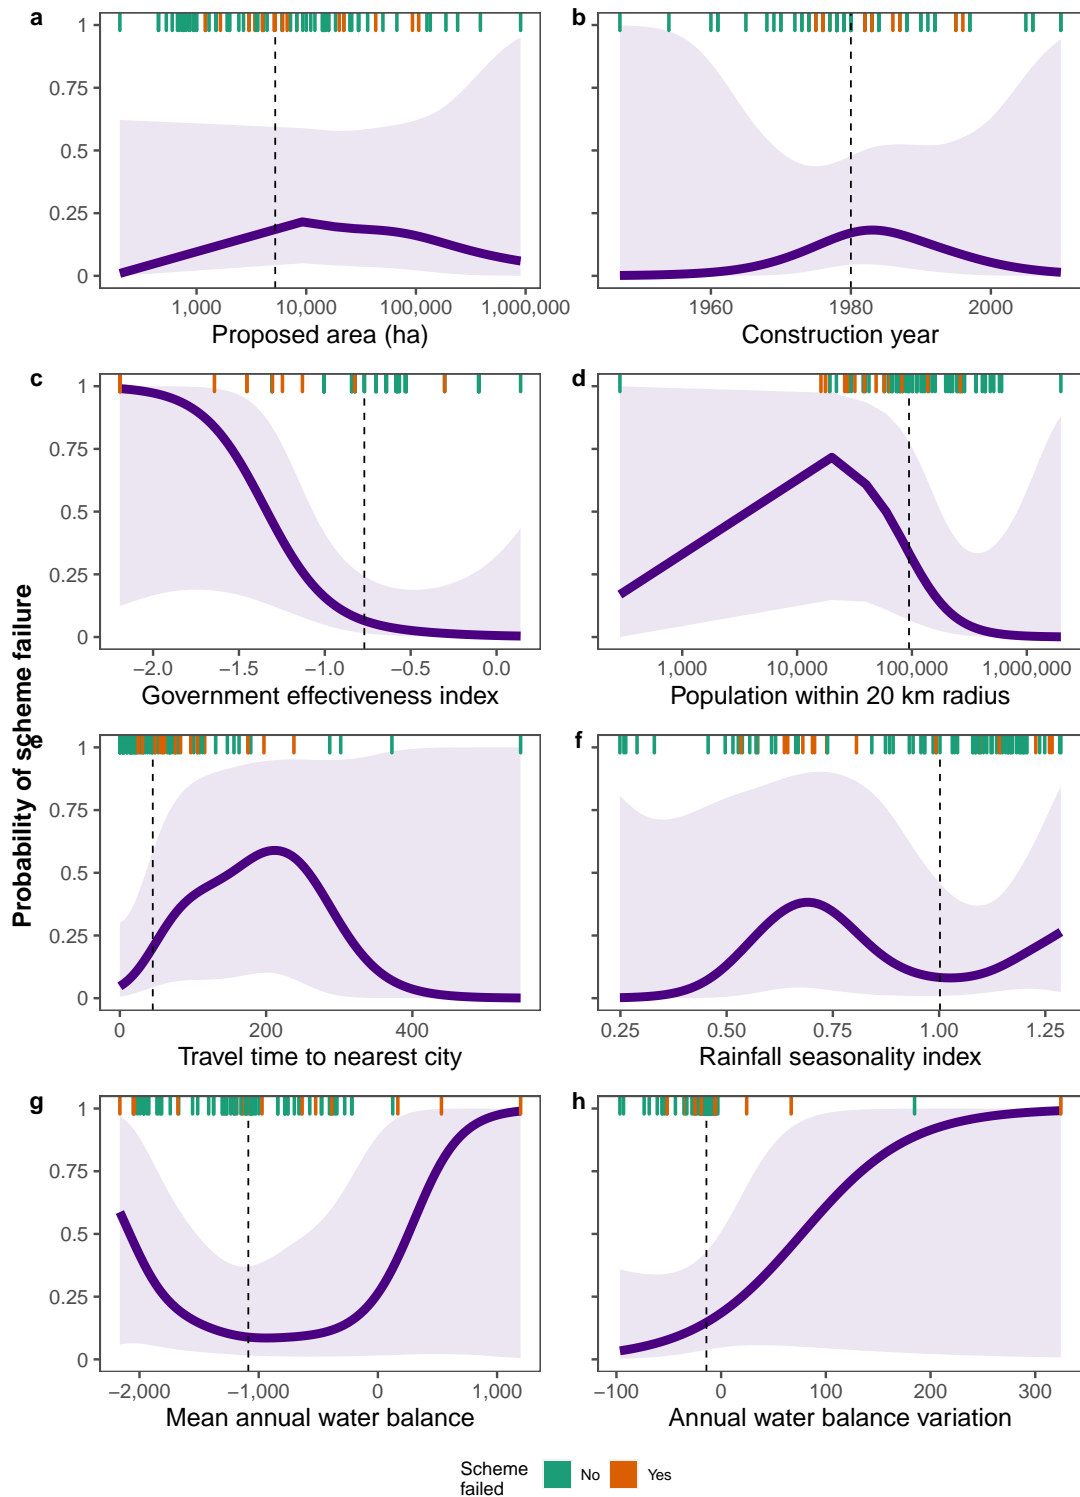 a
b
1
0.75
0.5
0.25
0
1,000
10,000
100,000
1,000,000
1960
1980
2000
Proposed area (ha)
Construction year
c
d
1
0.75
0.5
0.25
0
−2.0
−1.5
−1.0
−0.5
0.0
1,000
10,000
100,000
1,000,000
Government effectiveness index
Population within 20 km radius
Probability of scheme failure
e
f
1
0.75
0.5
0.25
0
0
200
400
0.25
0.50
0.75
1.00
1.25
Travel time to nearest city
Rainfall seasonality index
g
h
1
0.75
0.5
0.25
0
−2,000
−1,000
0
1,000
−100
0
100
200
300
Mean annual water balance
Annual water balance variation
Scheme
failed
No
Yes